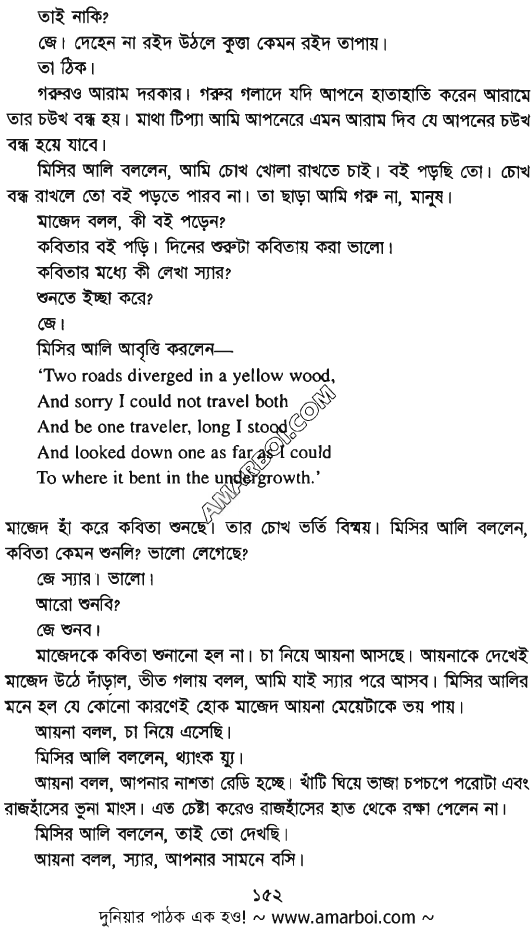 তাই নাকি?
জে। দেহেন না রইদ উঠলে কুত্তা কেমন রইদ তাপায়।
তা ঠিক।
গরুরও আরাম দরকার। গরুর গলাদে যদি আপনে হাতাহাতি করেন আরামে
তার চউখ বন্ধ হয়। মাথা টিপ্যা আমি আপনেরে এমন আরাম দিব যে আপনের চউখ
বন্ধ হয়ে যাবে।
মিসির আলি বললেন, আমি চোখ খোলা রাখতে চাই। বই পড়ছি তো। চোখ
বন্ধ রাখলে তো বই পড়তে পারব না। তা ছাড়া আমি গরু না, মানুষ।
মাজেদ বলল, কী বই পড়েন?
কবিতার বই পড়ি। দিনের শুরুটা কবিতায় করা ভালো।
কবিতার মধ্যে কী লেখা স্যার?
শুনতে ইচ্ছা করে?
জে।
মিসির আলি আবৃত্তি করলেন—
‘Two roads diverged in a yellow wood,
And sorry I could not travel both
And be one traveler, long I stood
And looked down one as far as I could
To where it bent in the undergrowth.’
AMARBOI.COM
মাজেদ হাঁ করে কবিতা শুনছে। তার চোখ ভর্তি বিস্ময়। মিসির আলি বললেন,
কবিতা কেমন শুনলি? ভালো লেগেছে?
জে স্যার। ভালো।
আরো শুনবি?
জে শুনব।
মাজেদকে কবিতা শুনানো হল না। চা নিয়ে আয়না আসছে। আয়নাকে দেখেই
মাজেদ উঠে দাঁড়াল, ভীত গলায় বলল, আমি যাই স্যার পরে আসব। মিসির আলির
মনে হল যে কোনো কারণেই হোক মাজেদ আয়না মেয়েটাকে ভয় পায়।
আয়না বলল, চা নিয়ে এসেছি।
মিসির আলি বললেন, থ্যাংক য়্যু।
আয়না বলল, আপনার নাশতা রেডি হচ্ছে। খাঁটি ঘিয়ে ভাজা চপচপে পরোটা এবং
রাজহাঁসের ভুনা মাংস। এত চেষ্টা করেও রাজহাঁসের হাত থেকে রক্ষা পেলেন না।
মিসির আলি বললেন, তাই তো দেখছি।
আয়না বলল, স্যার, আপনার সামনে বসি।
১৫২
দুনিয়ার পাঠক এক হও! ~ www.amarboi.com ~